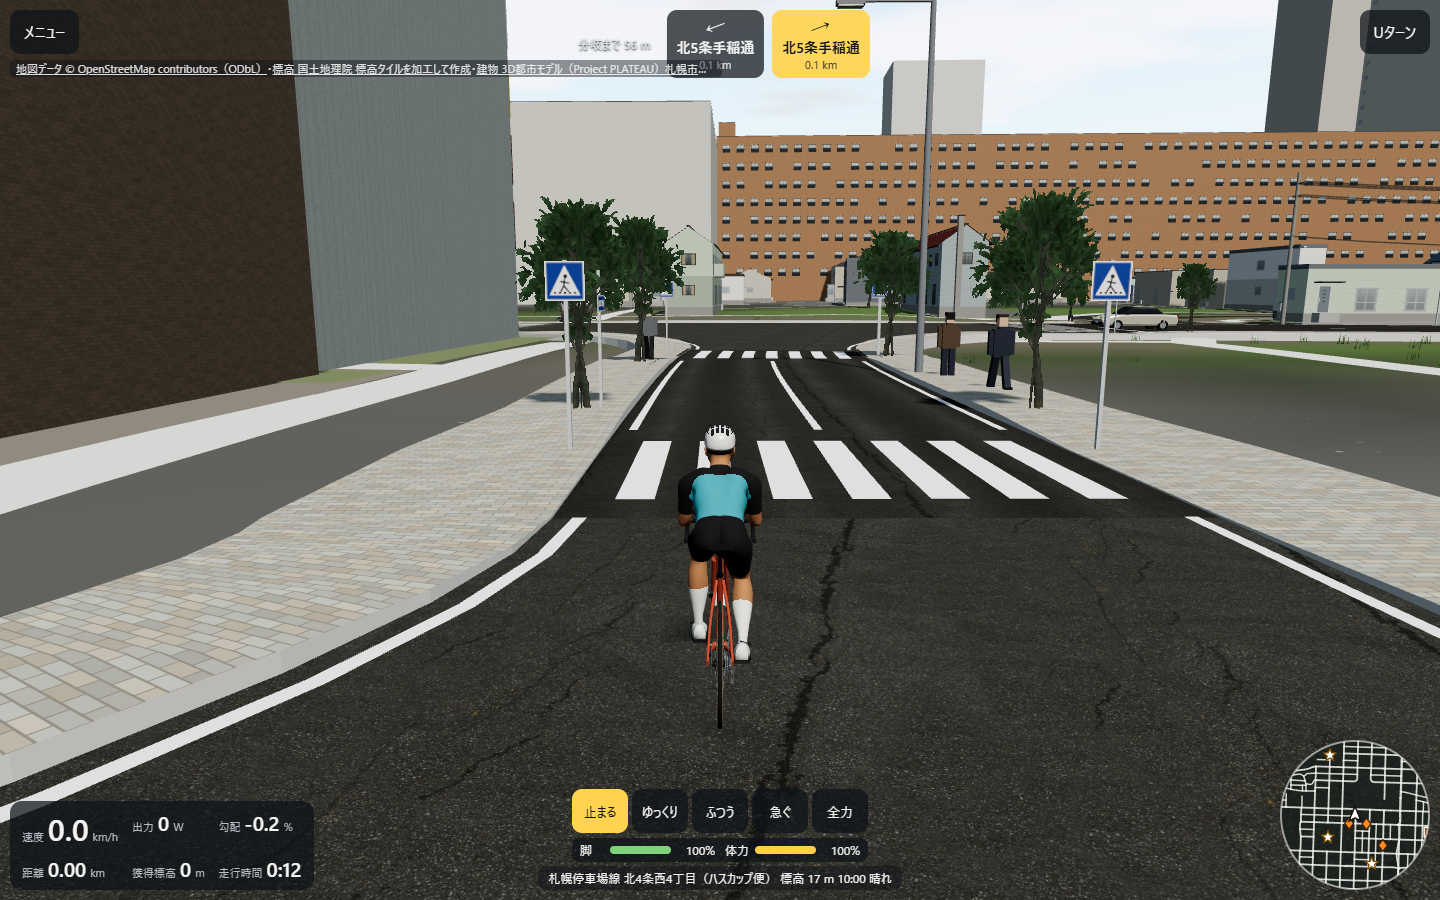 メニュー
分岐まで 56 m
← 北5条手稲通 0.1 km
→ 北5条手稲通 0.1 km
Uターン
地図データ © OpenStreetMap contributors（ODbL）・標高 国土地理院 標高タイルを加工して作成・建物 3D都市モデル（Project PLATEAU）札幌市…
速度 0.0 km/h 出力 0 W 勾配 -0.2 %
距離 0.00 km 獲得標高 0 m 走行時間 0:12
止まる ゆっくり ふつう 急ぐ 全力
脚 100% 体力 100%
札幌停車場線 北4条西4丁目（ハスカップ便） 標高 17 m 10:00 晴れ